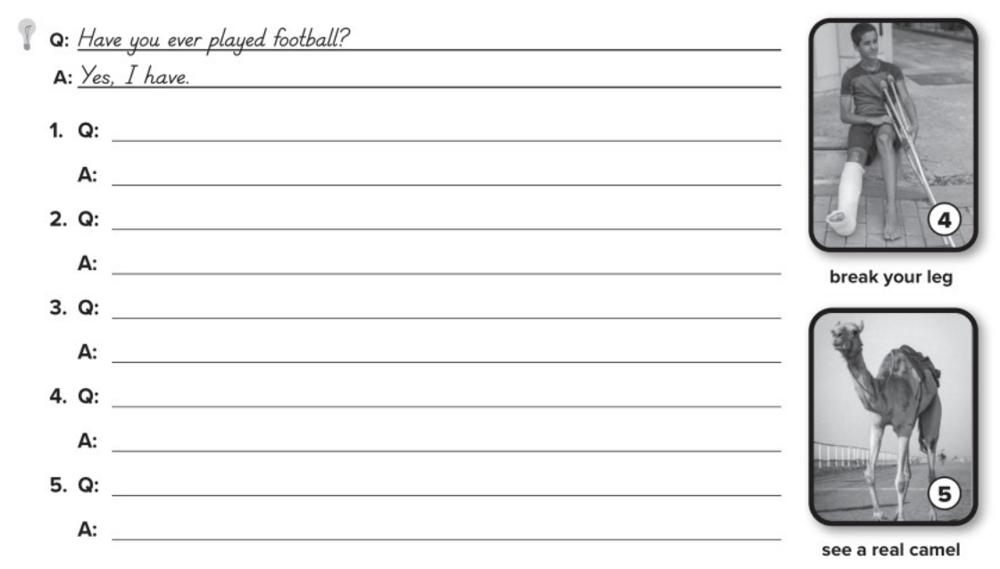 Q: Have you ever played football?
A: Yes, I have.
1. Q:
A:
2. Q:
A:
3. Q:
A:
4. Q:
A:
5. Q:
A:
4
break your leg
5
see a real camel